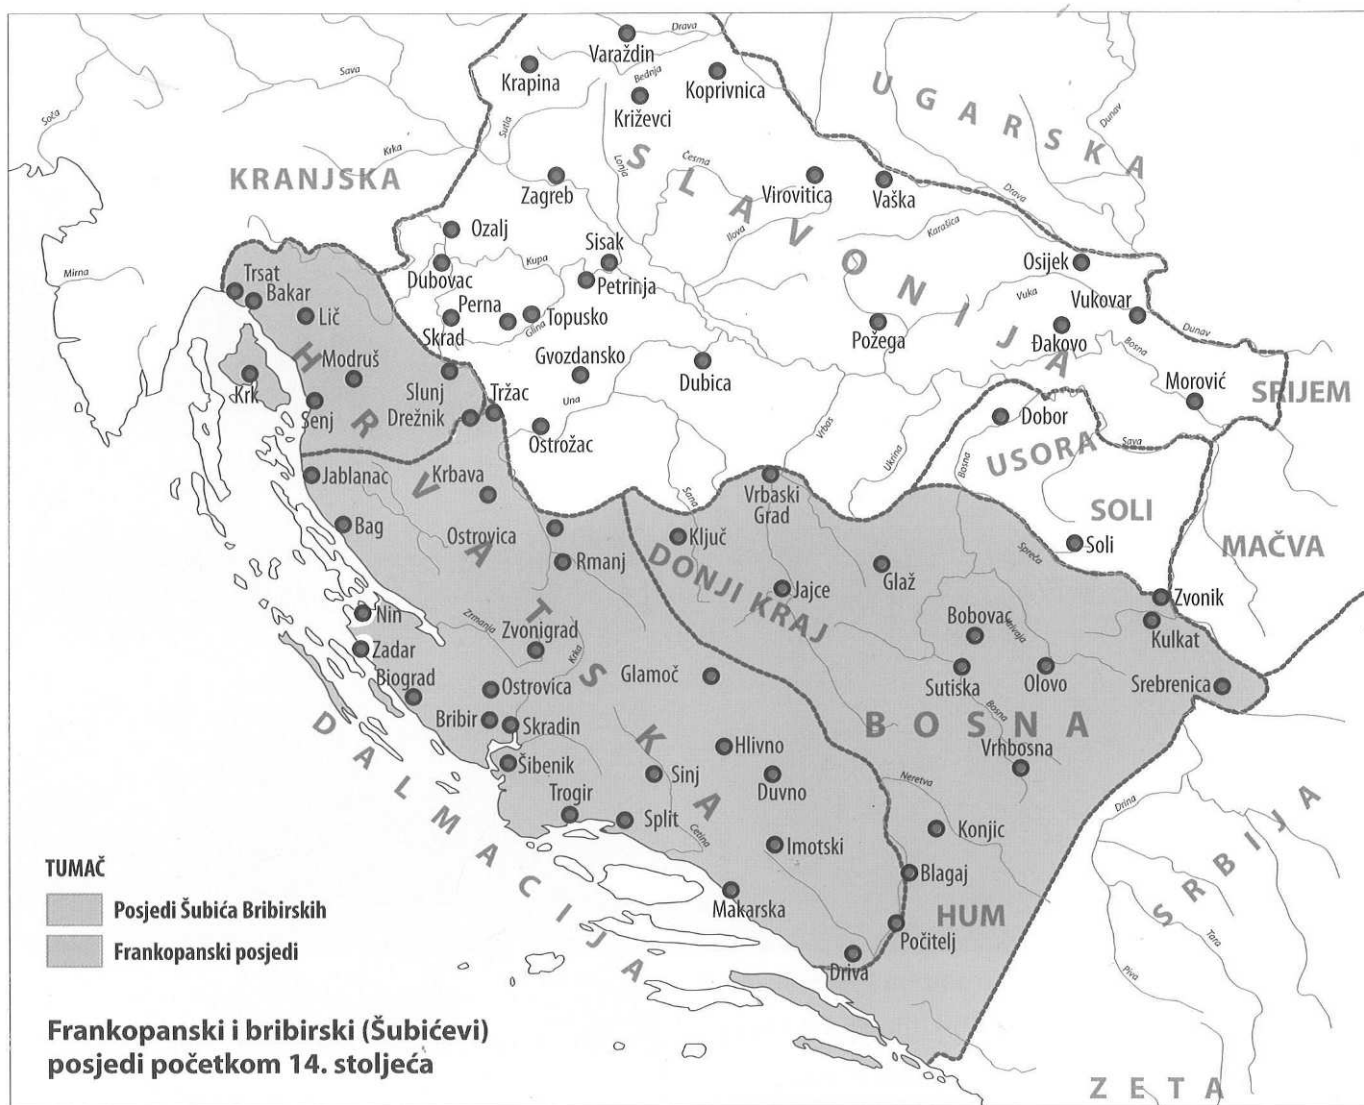 Drava
Varaždin
Krapina
Bednja
Koprivnica
Križevci
Sava
Soča
Krka
Sutla
Lonja
Česma
UGARSKA
Dunav
KRANJSKA
SLAVONIJA
Zagreb
Virovitica
Vaška
Drava
Ozalj
Ilova
Karašica
Sisak
Kupa
Osijek
Dubovac
Petrinja
Mirna
Trsat
Bakar
Lič
Perna
Topusko
Vuka
Vukovar
Dunav
Skrad
Glina
Požega
Đakovo
Bosna
Modruš
Gvozdansko
Dubica
Krk
Slunj
Tržac
Una
Morović
SRIJEM
Senj
Drežnik
Ostrožac
Vrbas
Ukrina
Dobor
Sava
USORA
HRVATSKA
Jablanac
Krbava
Sana
Vrbaski
Grad
Bosna
SOLI
Bag
Ostrovica
Ključ
Soli
MAČVA
Rmanj
DONJI KRAJ
Glaž
Spreča
Jajce
Zvonik
Nin
Zrmanja
Zvonigrad
Krka
Bobovac
Krivaja
Kulkat
Zadar
Glamoč
Sutiska
Olovo
Srebrenica
Biograd
Ostrovica
Bribir
Skradin
BOSNA
Bosna
Hlivno
Vrhbosna
DALMACIJA
Šibenik
Sinj
Duvno
Neretva
Trogir
Split
Cetina
Imotski
Konjic
Drina
SRBIJA
Makarska
Blagaj
HUM
Počitelj
Driva
Tara
Piva
ZETA
TUMAČ
Posjedi Šubića Bribirskih
Frankopanski posjedi
Frankopanski i bribirski (Šubićevi)
posjedi početkom 14. stoljeća